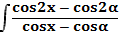 ∫ (cos2x − cos2α)/(cosx − cosα)